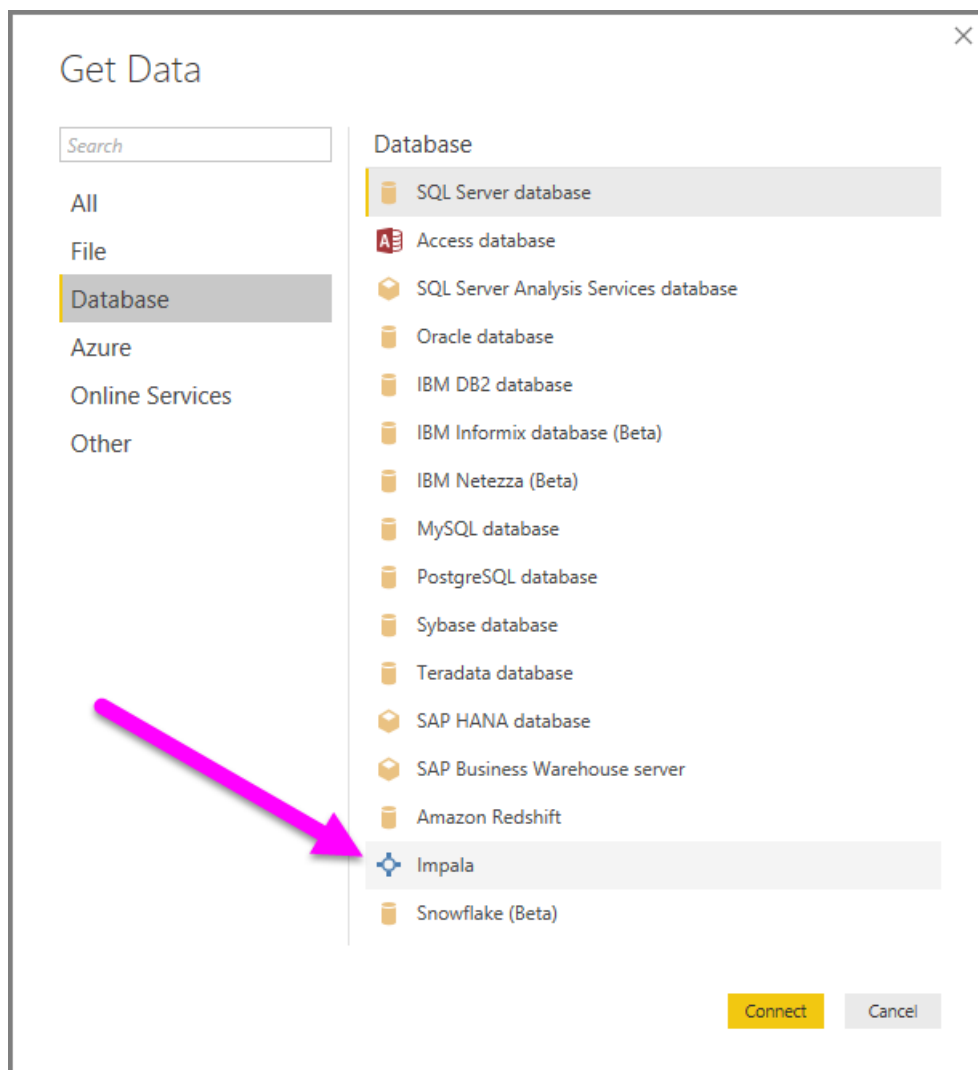 Get Data
Search
All
File
Database
Azure
Online Services
Other
Database
SQL Server database
Access database
SQL Server Analysis Services database
Oracle database
IBM DB2 database
IBM Informix database (Beta)
IBM Netezza (Beta)
MySQL database
PostgreSQL database
Sybase database
Teradata database
SAP HANA database
SAP Business Warehouse server
Amazon Redshift
Impala
Snowflake (Beta)
Connect
Cancel